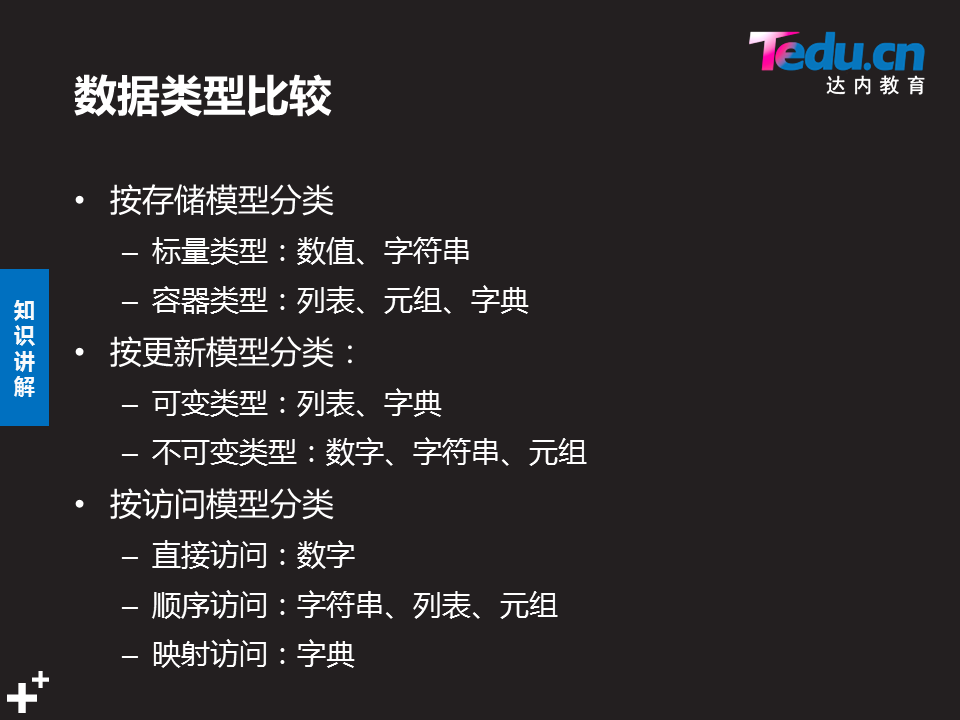 Tedu.cn
达内教育
数据类型比较
• 按存储模型分类
– 标量类型：数值、字符串
– 容器类型：列表、元组、字典
• 按更新模型分类：
– 可变类型：列表、字典
– 不可变类型：数字、字符串、元组
• 按访问模型分类
– 直接访问：数字
– 顺序访问：字符串、列表、元组
– 映射访问：字典
知识讲解